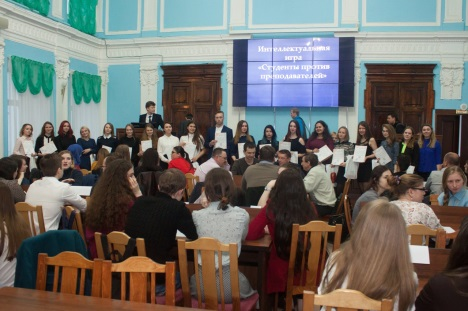 Интеллектуальная
игра
«Студенты против
преподавателей»